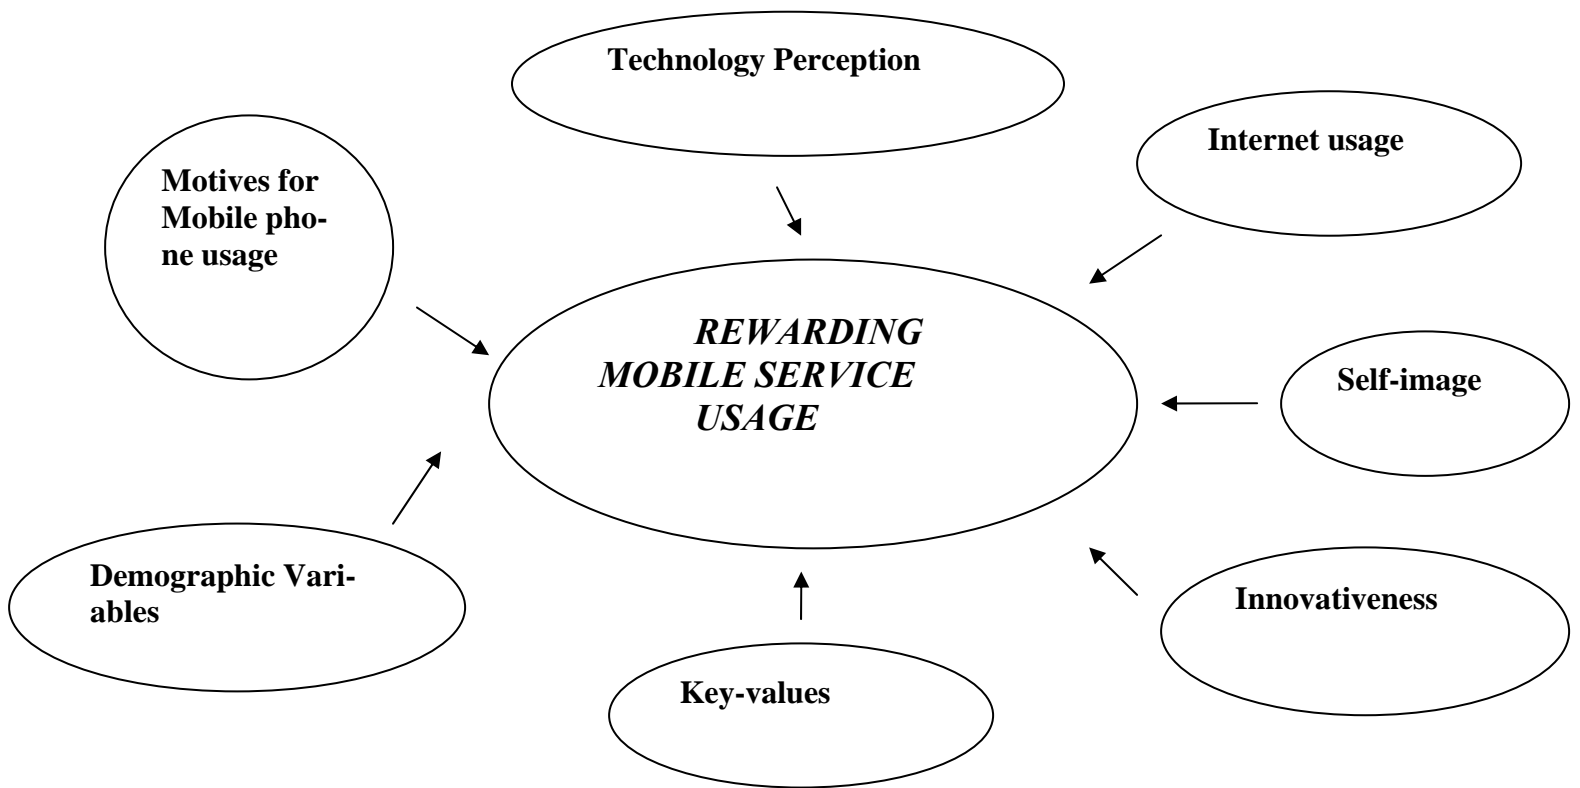 Technology Perception
Internet usage
Motives for
Mobile pho-
ne usage
REWARDING
MOBILE SERVICE
USAGE
Self-image
Demographic Vari-
ables
Innovativeness
Key-values